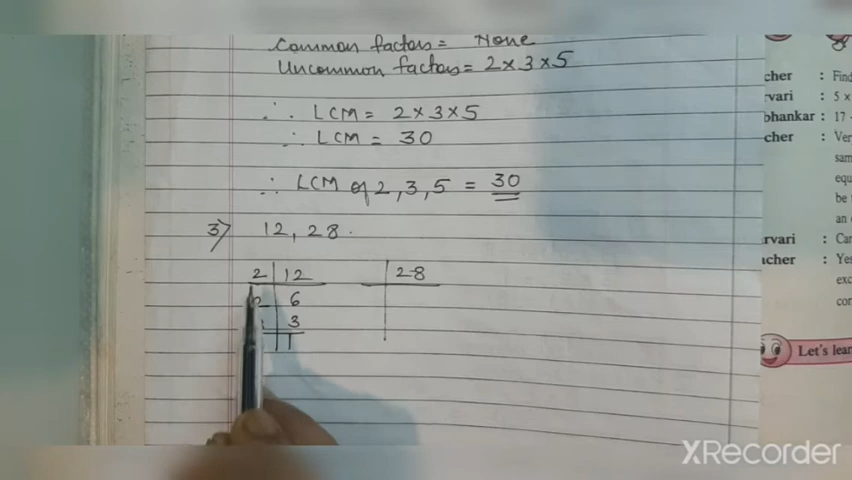 Common factors = None
Uncommon factors = 2 × 3 × 5
∴ LCM = 2 × 3 × 5
∴ LCM = 30
∴ LCM of 2, 3, 5 = 30
3) 12, 28.
2 | 12
6
3
1
28
cher : Find
rvari : 5 ×
bhankar : 17
cher : Ver
sam
equ
be
an
rvari : Can
cher : Yes
exc
con
Let's lear
XRecorder